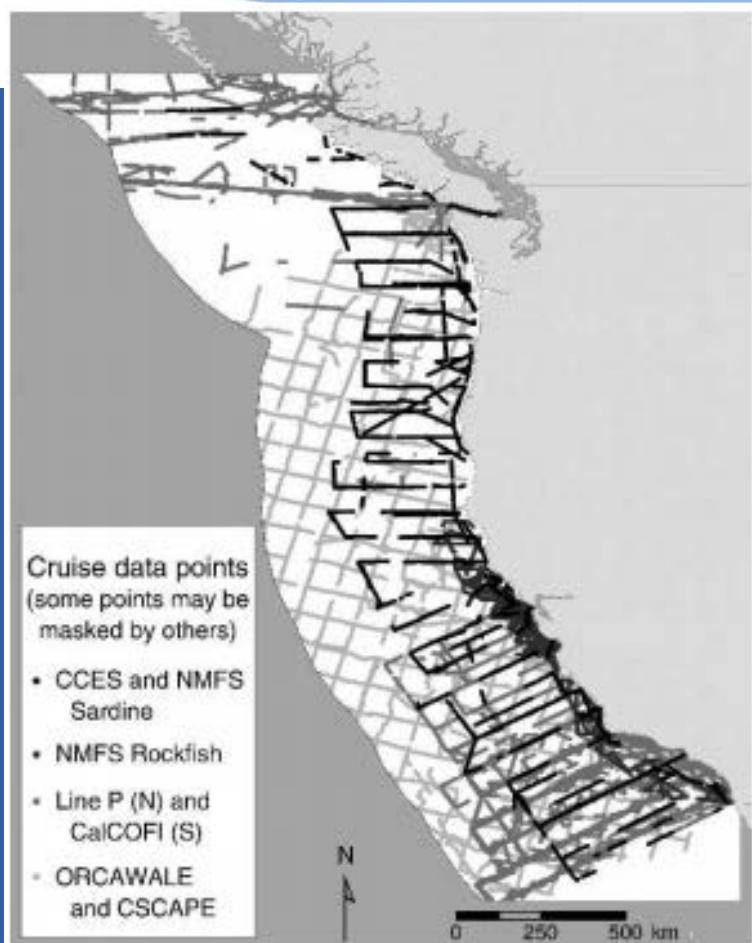 Cruise data points
(some points may be
masked by others)
• CCES and NMFS
Sardine
• NMFS Rockfish
• Line P (N) and
CalCOFI (S)
• ORCAWALE
and CSCAPE
N
0 250 500 km